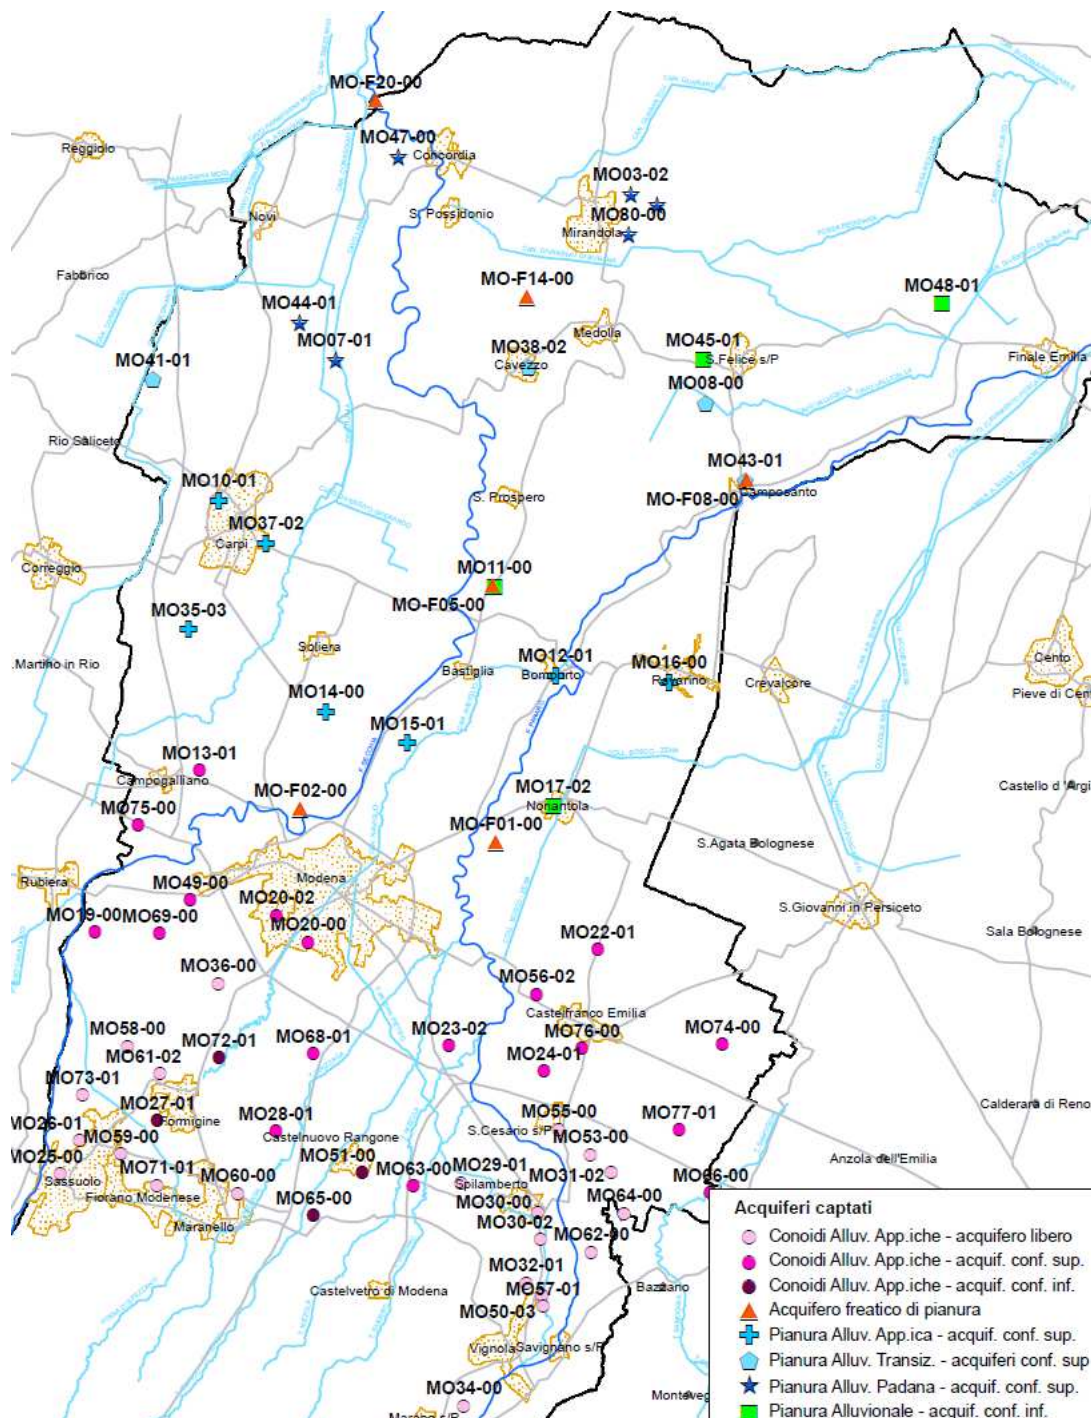 MO-F20-00
MO47-00
Reggiolo
Concordia
MO03-02
S. Possidonio
MO80-00
Novi
Mirandola
Fabbrico
MO-F14-00
MO48-01
MO44-01
MO07-01
Medolla
MO41-01
MO38-02
MO45-01
Cavezzo
S.Felice s/P
Finale Emilia
MO08-00
Rio Saliceto
MO43-01
MO10-01
S. Prospero
MO-F08-00
Camposanto
MO37-02
Carpi
Correggio
MO11-00
MO-F05-00
MO35-03
Soliera
MO12-01
MO16-00
Cento
.Martino in Rio
Bastiglia
Bomporto
Ravarino
Crevalcore
MO14-00
Pieve di Cent
MO15-01
MO13-01
Campogalliano
MO-F02-00
MO17-02
Castello d'Argi
MO75-00
Nonantola
MO-F01-00
S.Agata Bolognese
Rubiera
Modena
MO49-00
MO20-02
S.Giovanni in Persiceto
MO19-00
MO69-00
MO20-00
MO22-01
Sala Bolognese
MO36-00
MO56-02
Castelfranco Emilia
MO58-00
MO72-01
MO68-01
MO23-02
MO76-00
MO74-00
MO61-02
MO24-01
MO73-01
MO27-01
MO28-01
MO55-00
MO77-01
Calderara di Reno
MO26-01
Formigine
MO59-00
Castelnuovo Rangone
S.Cesario s/P
MO53-00
MO25-00
MO51-00
Anzola dell'Emilia
Sassuolo
MO71-01
MO60-00
MO63-00
MO29-01
MO31-02
MO66-00
Fiorano Modenese
Spilamberto
MO65-00
MO30-00
MO64-00
Maranello
MO30-02
MO62-00
MO32-01
Castelvetro di Modena
MO57-01
Bazzano
MO50-03
Vignola
Savignano s/P
MO34-00
Acquiferi captati
Conoidi Alluv. App.iche - acquifero libero
Conoidi Alluv. App.iche - acquif. conf. sup.
Conoidi Alluv. App.iche - acquif. conf. inf.
Acquifero freatico di pianura
Pianura Alluv. App.ica - acquif. conf. sup.
Pianura Alluv. Transiz. - acquiferi conf. sup
Pianura Alluv. Padana - acquif. conf. sup.
Pianura Alluvionale - acquif. conf. inf.